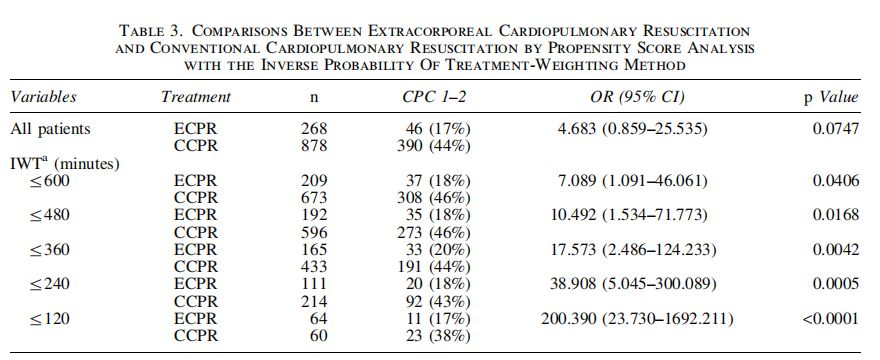 TABLE 3. COMPARISONS BETWEEN EXTRACORPOREAL CARDIOPULMONARY RESUSCITATION
AND CONVENTIONAL CARDIOPULMONARY RESUSCITATION BY PROPENSITY SCORE ANALYSIS
WITH THE INVERSE PROBABILITY OF TREATMENT-WEIGHTING METHOD
Variables Treatment n CPC 1–2 OR (95% CI) p Value
All patients ECPR 268 46 (17%) 4.683 (0.859–25.535) 0.0747
CCPR 878 390 (44%)
IWTa (minutes)
≤600 ECPR 209 37 (18%) 7.089 (1.091–46.061) 0.0406
CCPR 673 308 (46%)
≤480 ECPR 192 35 (18%) 10.492 (1.534–71.773) 0.0168
CCPR 596 273 (46%)
≤360 ECPR 165 33 (20%) 17.573 (2.486–124.233) 0.0042
CCPR 433 191 (44%)
≤240 ECPR 111 20 (18%) 38.908 (5.045–300.089) 0.0005
CCPR 214 92 (43%)
≤120 ECPR 64 11 (17%) 200.390 (23.730–1692.211) <0.0001
CCPR 60 23 (38%)